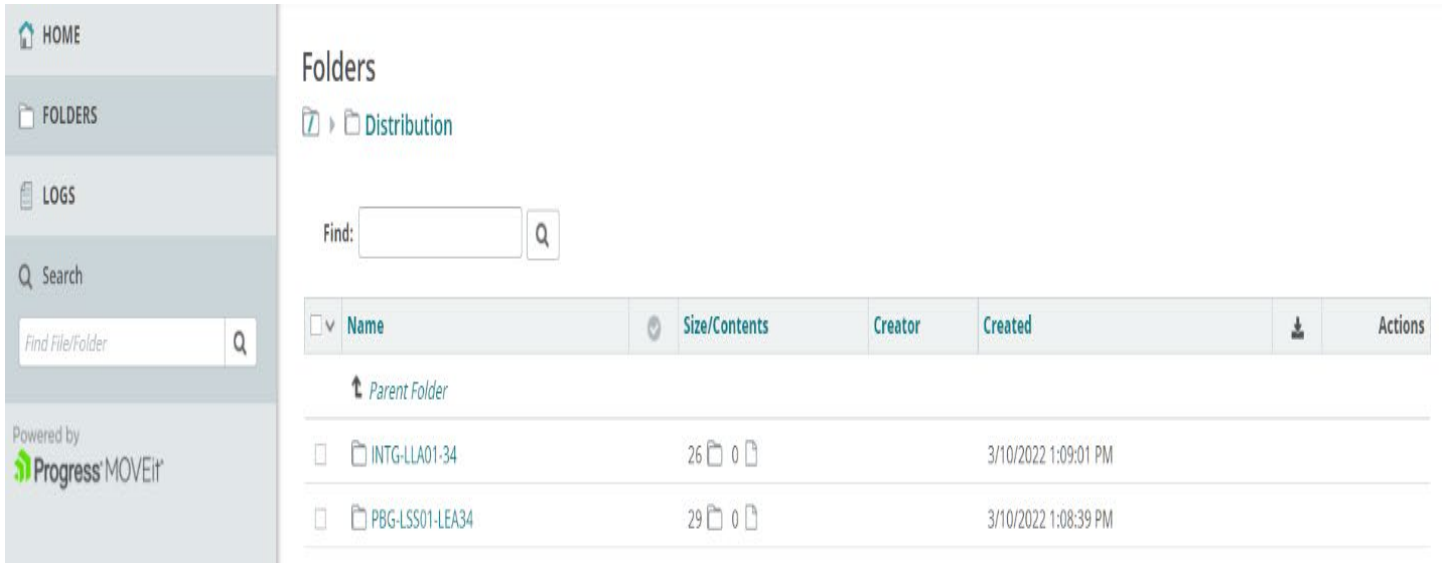 HOME
FOLDERS
LOGS
Search
Find File/Folder
Powered by
Progress® MOVEit®
Folders
/ Distribution
Find:
Name Size/Contents Creator Created Actions
Parent Folder
INTG-LLA01-34 26 0 3/10/2022 1:09:01 PM
PBG-LSS01-LEA34 29 0 3/10/2022 1:08:39 PM